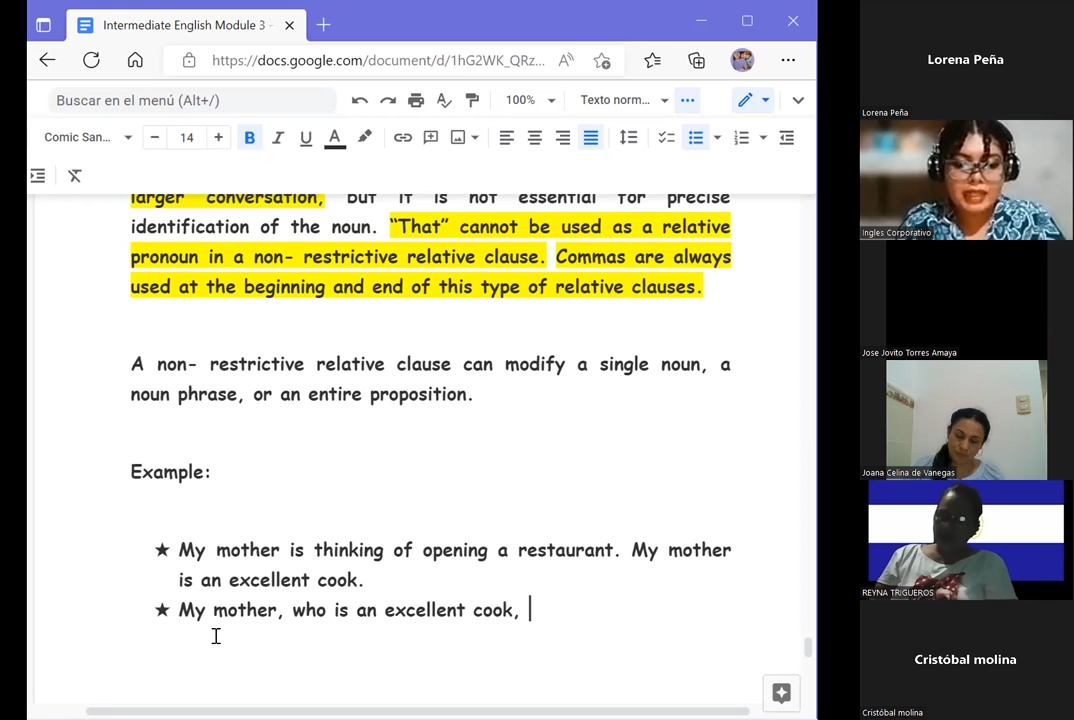 Intermediate English Module 3 -
https://docs.google.com/document/d/1hG2WK_QRz...
Buscar en el menú (Alt+/)
100%
Texto norm...
Comic San...
14
larger conversation, but it is not essential for precise
identification of the noun. “That” cannot be used as a relative
pronoun in a non- restrictive relative clause. Commas are always
used at the beginning and end of this type of relative clauses.
A non- restrictive relative clause can modify a single noun, a
noun phrase, or an entire proposition.
Example:
★ My mother is thinking of opening a restaurant. My mother
is an excellent cook.
★ My mother, who is an excellent cook,
Lorena Peña
Lorena Peña
Ingles Corporativo
Jose Jovito Torres Amaya
Joana Celina de Vanegas
REYNA TRIGUEROS
Cristóbal molina
Cristóbal molina